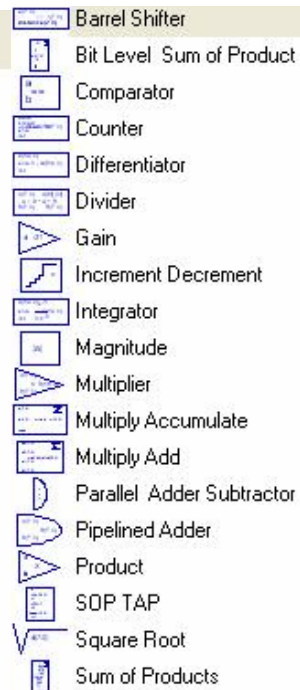 Barrel Shifter
Bit Level Sum of Product
Comparator
Counter
Differentiator
Divider
Gain
Increment Decrement
Integrator
Magnitude
Multiplier
Multiply Accumulate
Multiply Add
Parallel Adder Subtractor
Pipelined Adder
Product
SOP TAP
Square Root
Sum of Products